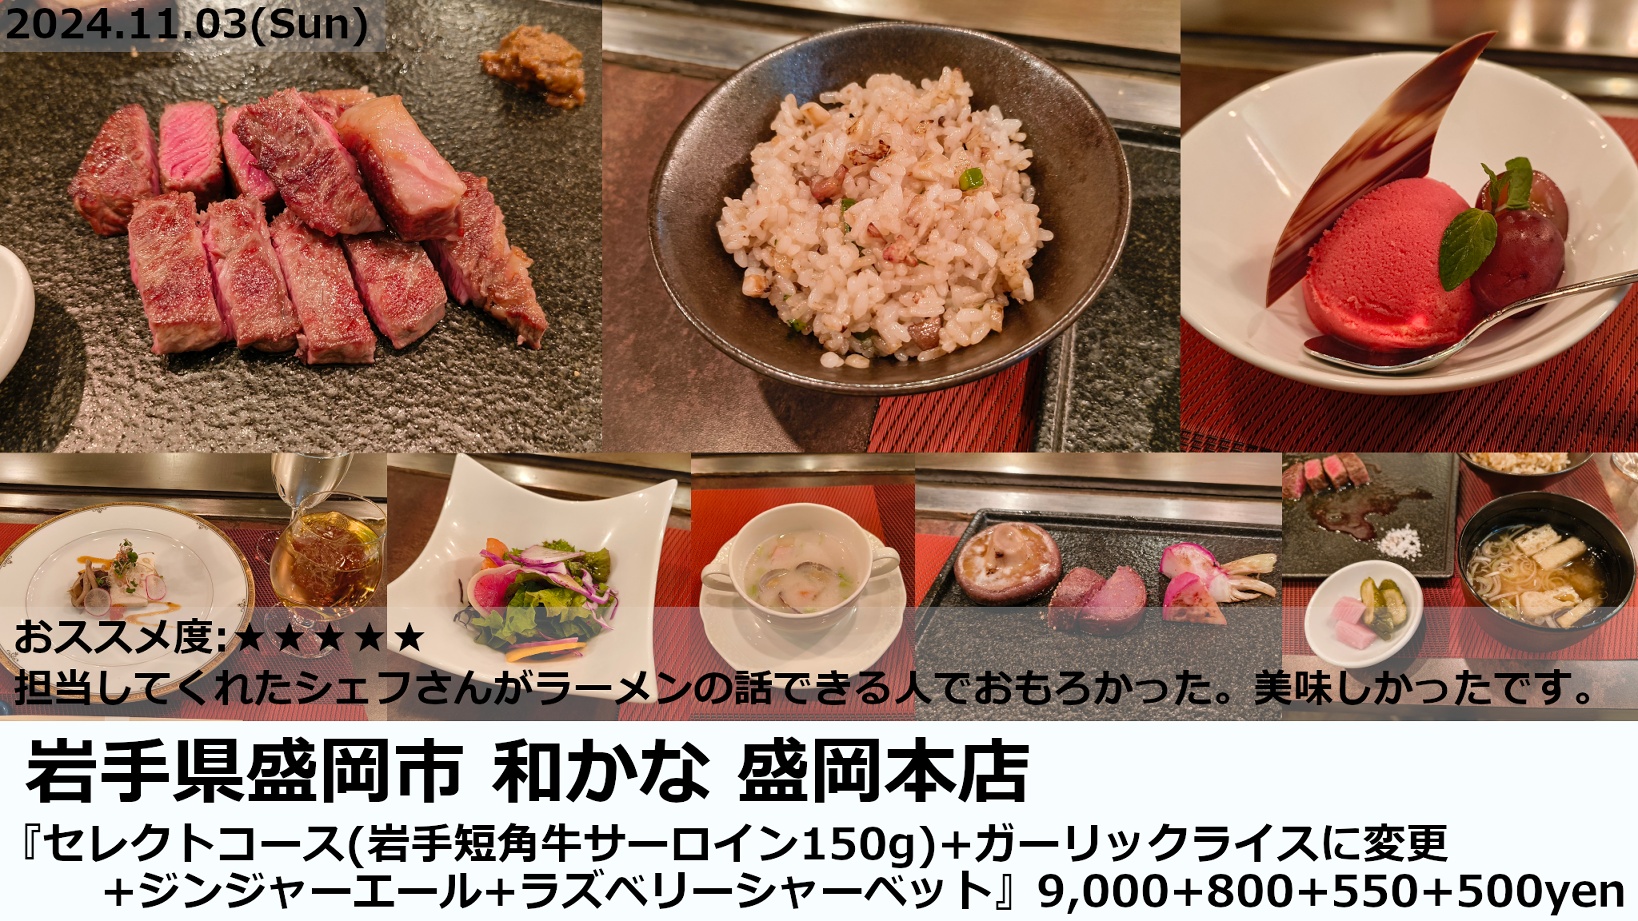 2024.11.03(Sun)
おススメ度:★★★★★
担当してくれたシェフさんがラーメンの話できる人でおもろかった。美味しかったです。
岩手県盛岡市 和かな 盛岡本店
『セレクトコース(岩手短角牛サーロイン150g)+ガーリックライスに変更
+ジンジャーエール+ラズベリーシャーベット』9,000+800+550+500yen